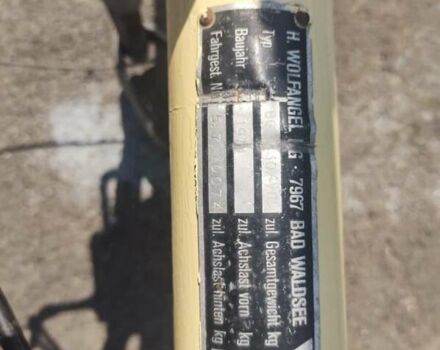 H. WOLFANGEL KG · 7967 BAD WALDSEE
Typ zul. Gesamtgewicht kg
Baujahr zul. Achslast vorn kg
Fahrgest. Nr zul. Achslast hinten kg